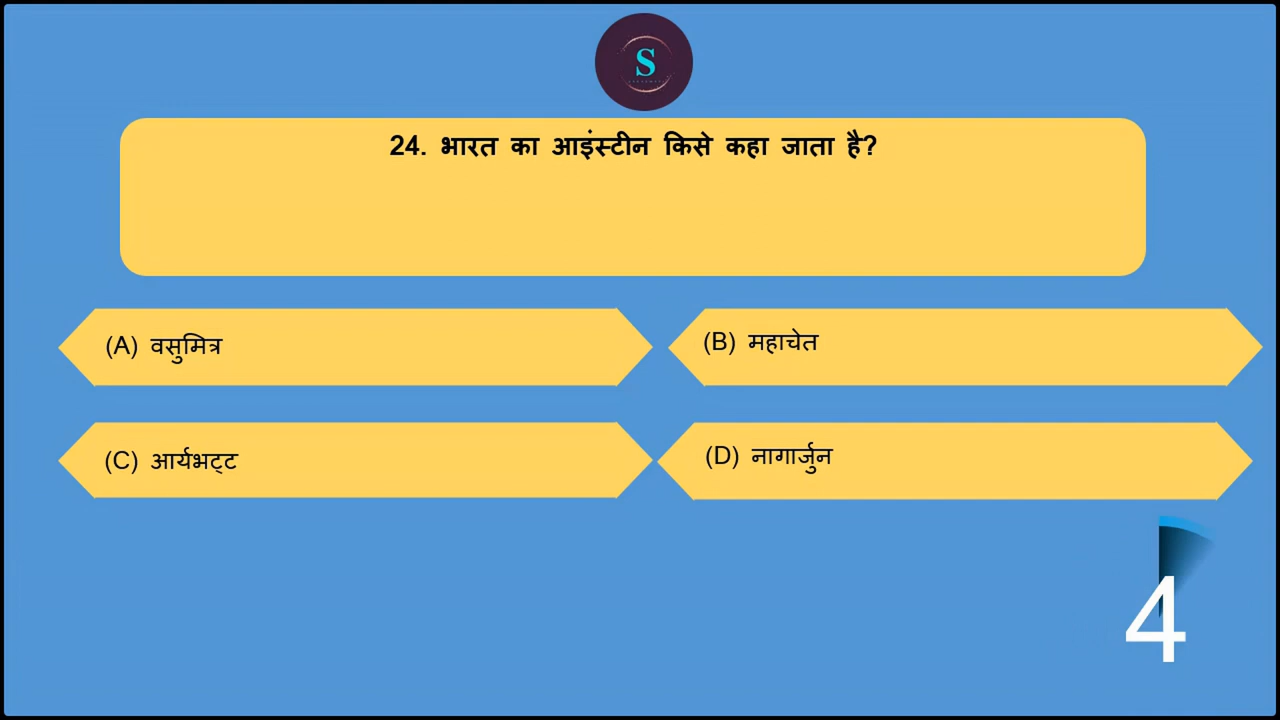 S
24. भारत का आइंस्टीन किसे कहा जाता है?
(A) वसुमित्र
(B) महाचेत
(C) आर्यभट्ट
(D) नागार्जुन
4